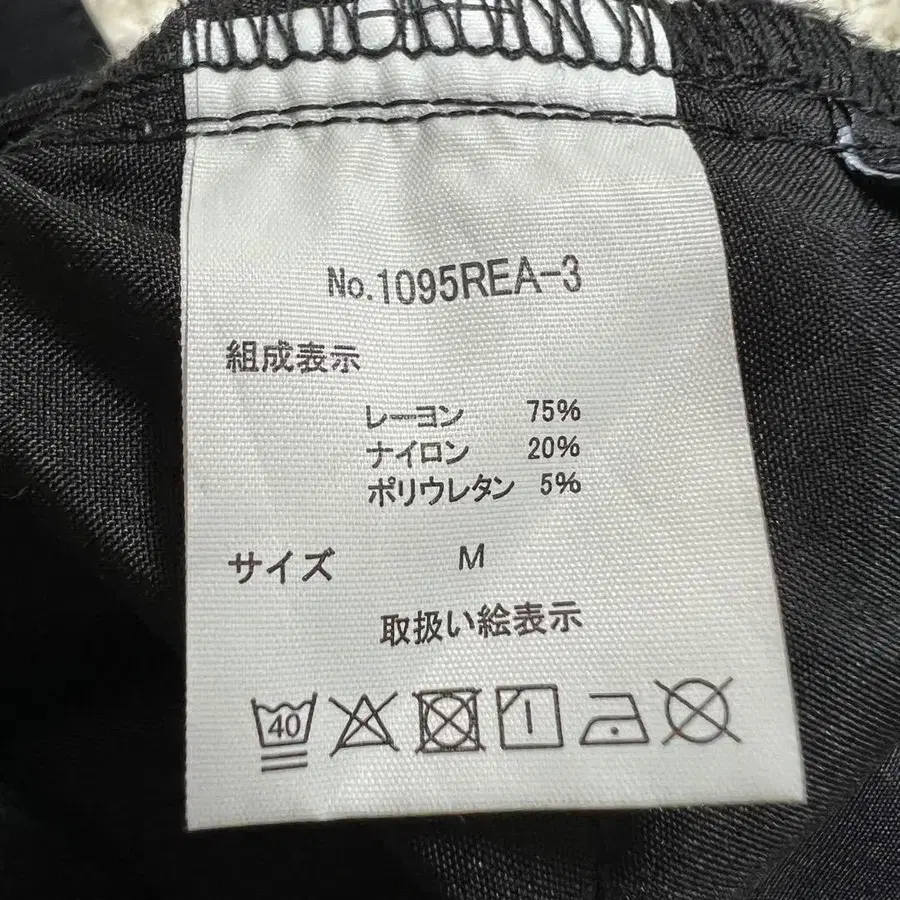 No.1095REA-3
組成表示
レーヨン 75%
ナイロン 20%
ポリウレタン 5%
サイズ M
取扱い絵表示
40